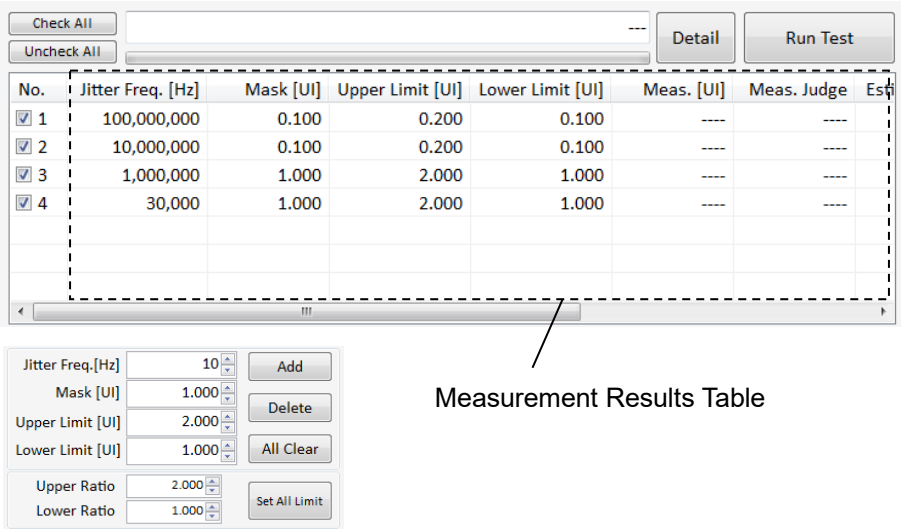 Check All
---
Detail
Run Test
Uncheck All
No. Jitter Freq. [Hz] Mask [UI] Upper Limit [UI] Lower Limit [UI] Meas. [UI] Meas. Judge Esti
1 100,000,000 0.100 0.200 0.100 ---- ----
2 10,000,000 0.100 0.200 0.100 ---- ----
3 1,000,000 1.000 2.000 1.000 ---- ----
4 30,000 1.000 2.000 1.000 ---- ----
Jitter Freq.[Hz] 10 Add
Mask [UI] 1.000
Delete
Upper Limit [UI] 2.000
Lower Limit [UI] 1.000 All Clear
Upper Ratio 2.000
Set All Limit
Lower Ratio 1.000
Measurement Results Table